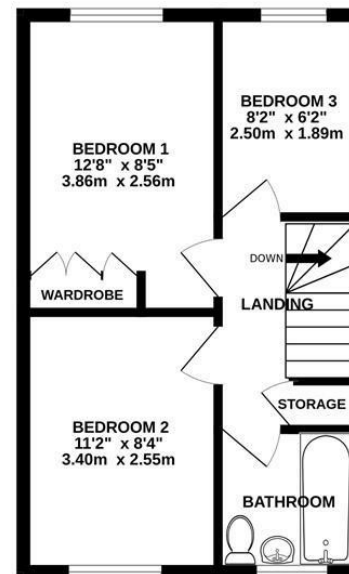 BEDROOM 3
8'2" x 6'2"
2.50m x 1.89m
BEDROOM 1
12'8" x 8'5"
3.86m x 2.56m
DOWN
WARDROBE
LANDING
STORAGE
BEDROOM 2
11'2" x 8'4"
3.40m x 2.55m
BATHROOM